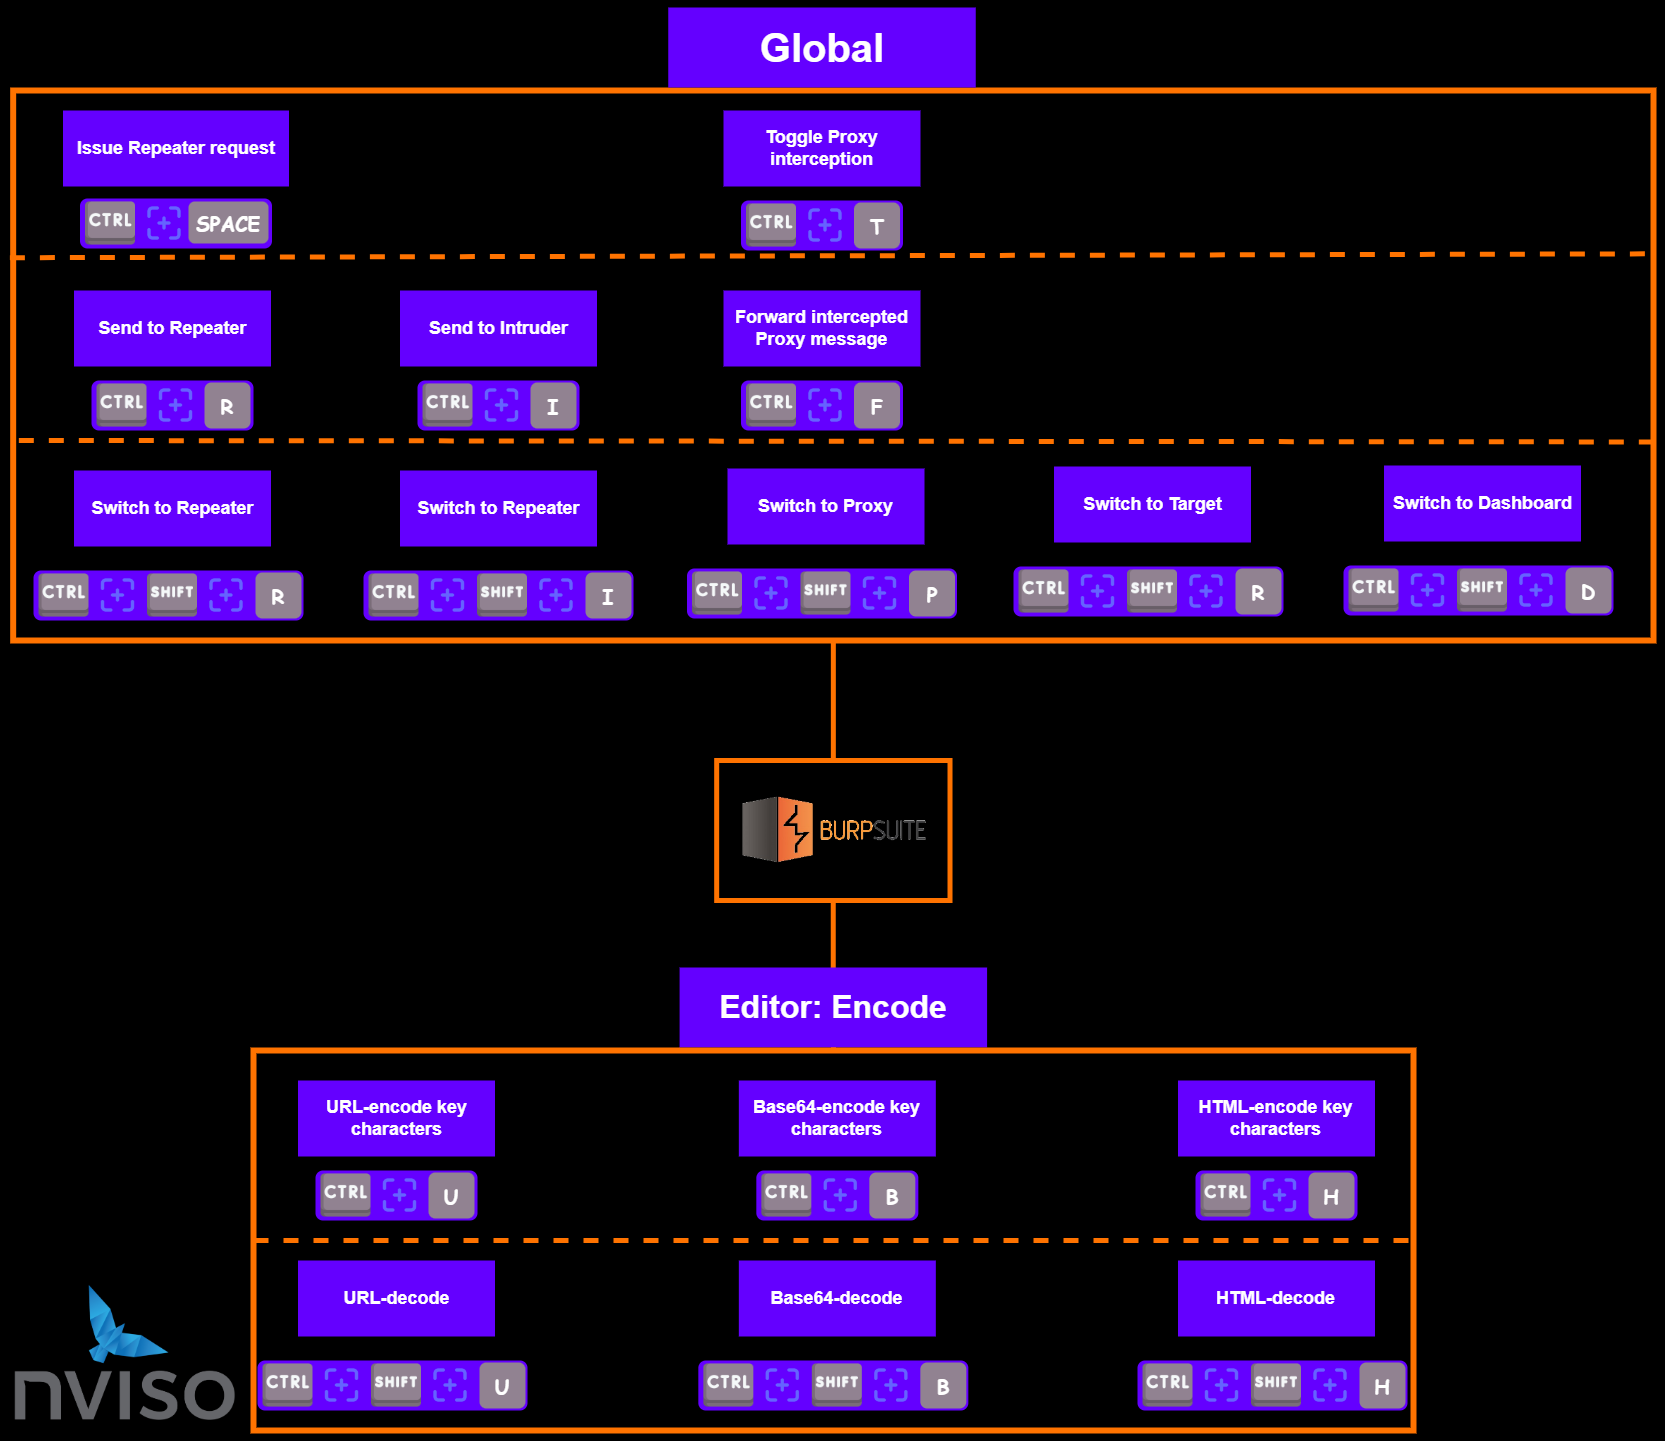 Global
Issue Repeater request
Toggle Proxy
interception
CTRL SPACE
CTRL T
Send to Repeater
Send to Intruder
Forward intercepted
Proxy message
CTRL R
CTRL I
CTRL F
Switch to Repeater
Switch to Repeater
Switch to Proxy
Switch to Target
Switch to Dashboard
CTRL SHIFT R
CTRL SHIFT I
CTRL SHIFT P
CTRL SHIFT R
CTRL SHIFT D
BURPSUITE
Editor: Encode
URL-encode key
characters
Base64-encode key
characters
HTML-encode key
characters
CTRL U
CTRL B
CTRL H
URL-decode
Base64-decode
HTML-decode
CTRL SHIFT U
CTRL SHIFT B
CTRL SHIFT H
nviso